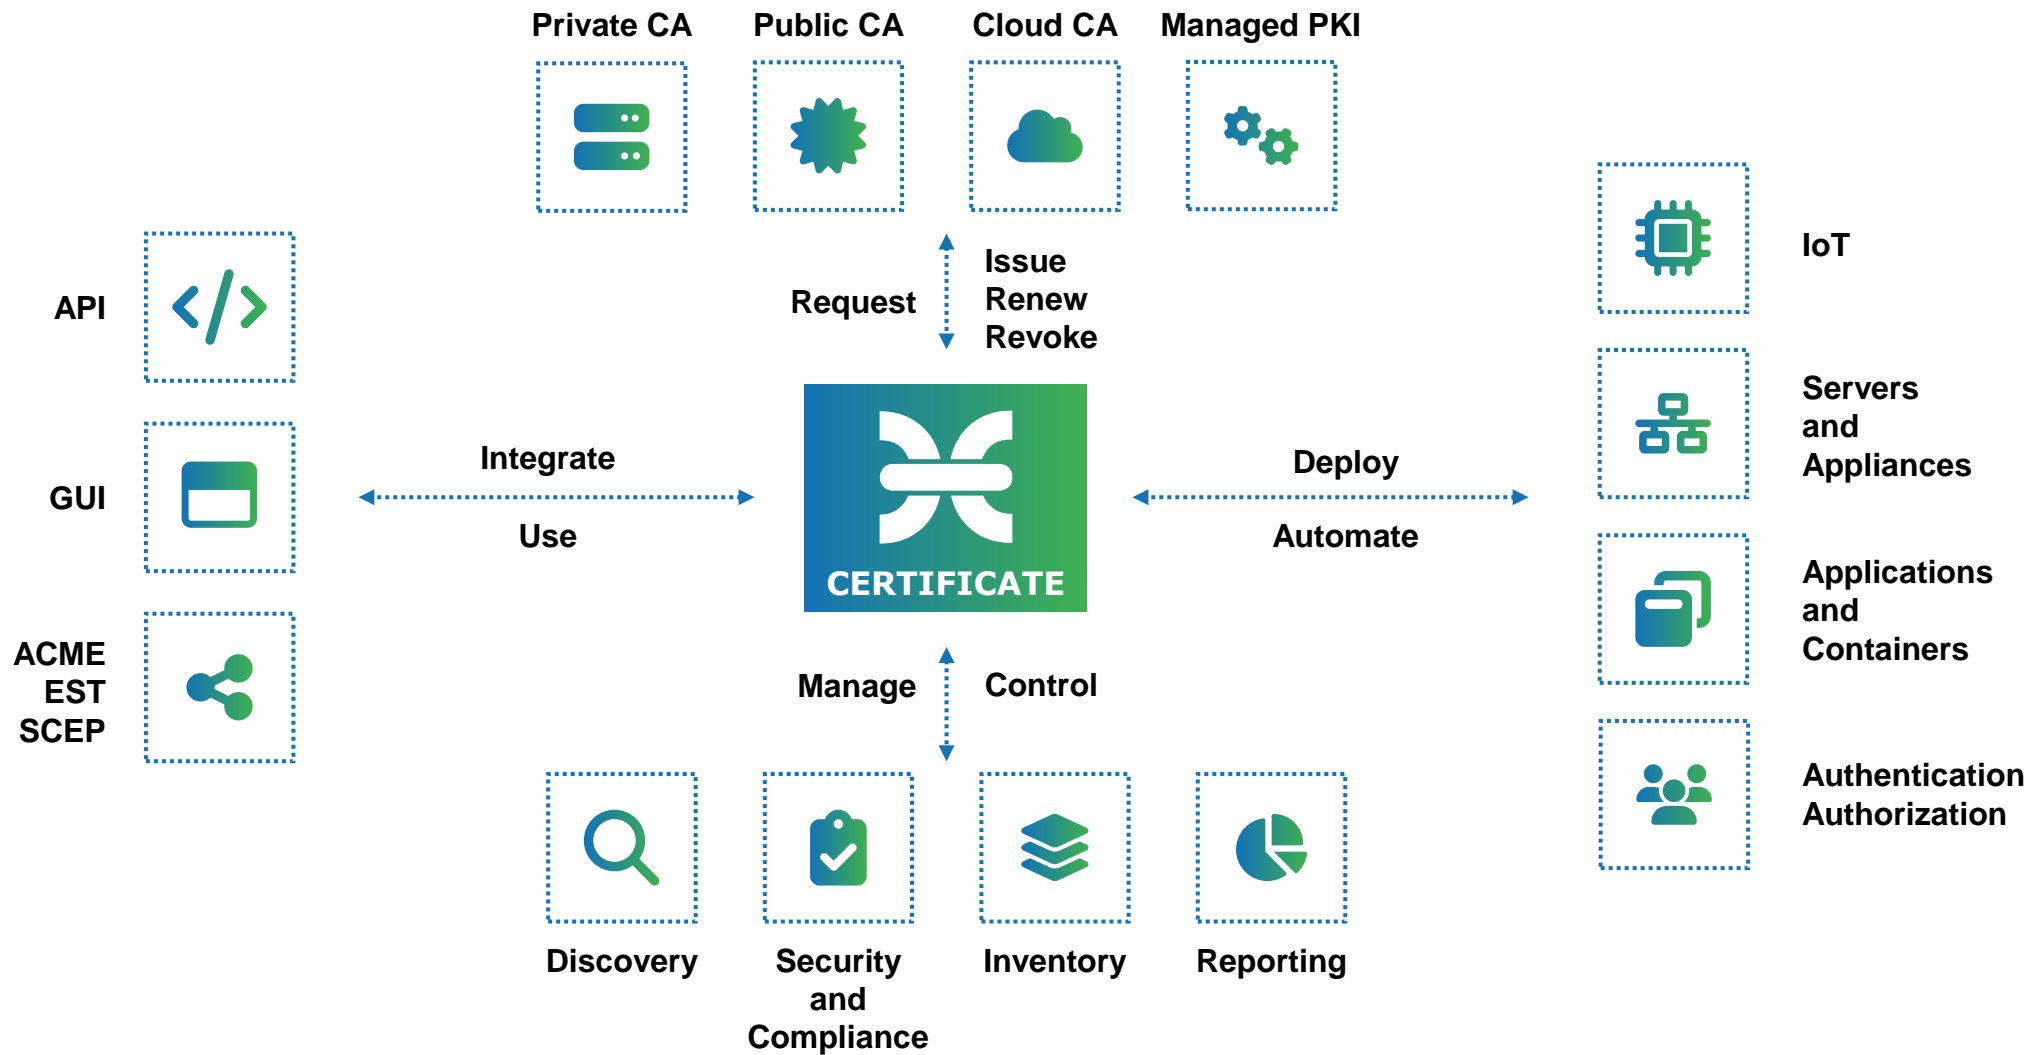 Private CA
Public CA
Cloud CA
Managed PKI
Request
Issue
Renew
Revoke
API
GUI
ACME
EST
SCEP
Integrate
Use
CERTIFICATE
Deploy
Automate
IoT
Servers
and
Appliances
Applications
and
Containers
Authentication
Authorization
Manage
Control
Discovery
Security
and
Compliance
Inventory
Reporting